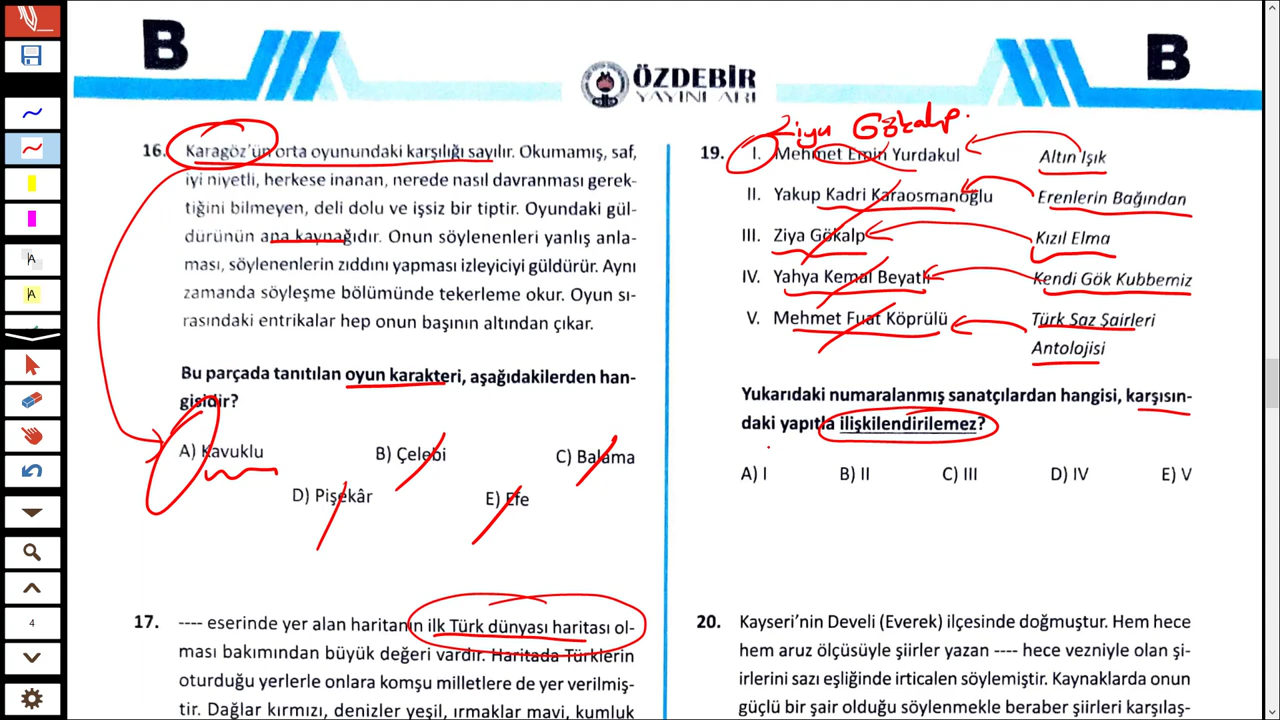 B
ÖZDEBİR
YAYINLARI
B
16. Karagöz'ün orta oyunundaki karşılığı sayılır. Okumamış, saf,
iyi niyetli, herkese inanan, nerede nasıl davranması gerek-
tiğini bilmeyen, deli dolu ve işsiz bir tiptir. Oyundaki gül-
dürünün ana kaynağıdır. Onun söylenenleri yanlış anla-
ması, söylenenlerin zıddını yapması izleyiciyi güldürür. Aynı
zamanda söyleşme bölümünde tekerleme okur. Oyun sı-
rasındaki entrikalar hep onun başının altından çıkar.
Bu parçada tanıtılan oyun karakteri, aşağıdakilerden han-
gisidir?
A) Kavuklu B) Çelebi C) Balama
D) Pişekâr E) Efe
17. ---- eserinde yer alan haritanın ilk Türk dünyası haritası ol-
ması bakımından büyük değeri vardır. Haritada Türklerin
oturduğu yerlerle onlara komşu milletlere de yer verilmiş-
tir. Dağlar kırmızı, denizler yeşil, ırmaklar mavi, kumluk
Ziya Gökalp.
19. I. Mehmet Emin Yurdakul Altın Işık
II. Yakup Kadri Karaosmanoğlu Erenlerin Bağından
III. Ziya Gökalp Kızıl Elma
IV. Yahya Kemal Beyatlı Kendi Gök Kubbemiz
V. Mehmet Fuat Köprülü Türk Saz Şairleri
Antolojisi
Yukarıdaki numaralanmış sanatçılardan hangisi, karşısın-
daki yapıtla ilişkilendirilemez?
A) I B) II C) III D) IV E) V
20. Kayseri'nin Develi (Everek) ilçesinde doğmuştur. Hem hece
hem aruz ölçüsüyle şiirler yazan ---- hece vezniyle olan şi-
irlerini sazı eşliğinde irticalen söylemiştir. Kaynaklarda onun
güçlü bir şair olduğu söylenmekle beraber şiirleri karşılaş-
A
A
4